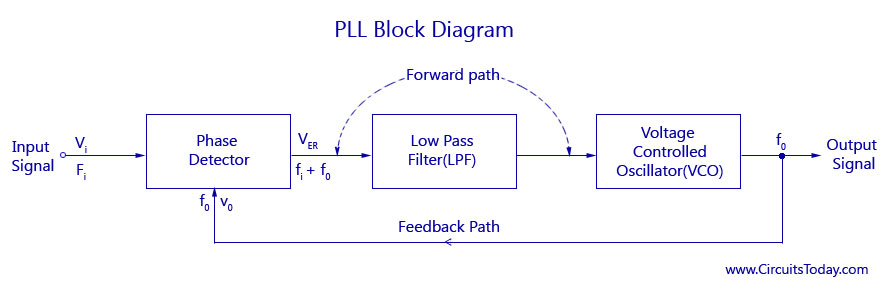 PLL Block Diagram
Forward path
Input
Signal
Vi
Fi
Phase
Detector
VER
fi + f0
Low Pass
Filter(LPF)
Voltage
Controlled
Oscillator(VCO)
f0
Output
Signal
f0 v0
Feedback Path
www.CircuitsToday.com